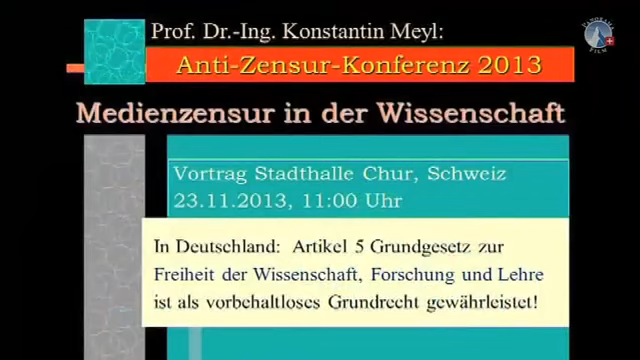 Prof. Dr.-Ing. Konstantin Meyl:
Anti-Zensur-Konferenz 2013
Medienzensur in der Wissenschaft
Vortrag Stadthalle Chur, Schweiz
23.11.2013, 11:00 Uhr
In Deutschland: Artikel 5 Grundgesetz zur
Freiheit der Wissenschaft, Forschung und Lehre
ist als vorbehaltloses Grundrecht gewährleistet!
PANORAMA
FILM